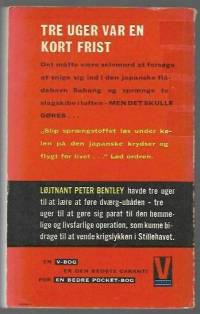 TRE UGER VAR EN
KORT FRIST
Det måtte være selvmord at forsøge
at snige sig ind i den japanske flå-
dehavn Sabang og sprænge to
slagskibe i luften - MEN DET SKULLE
GØRES . . .
„Slip sprængstoffet løs under kø-
len på den japanske krydser og
flygt for livet . . ." Lød ordren.
LØJTNANT PETER BENTLEY havde tre uger
til at lære at føre dværg-ubåden - tre
uger til at gøre sig parat til den hemme-
lige og livsfarlige operation, som kunne bi-
drage til at vende krigslykken i Stillehavet.
EN V-BOG
ER DEN BEDSTE GARANTI
FOR EN BEDRE POCKET-BOG
V